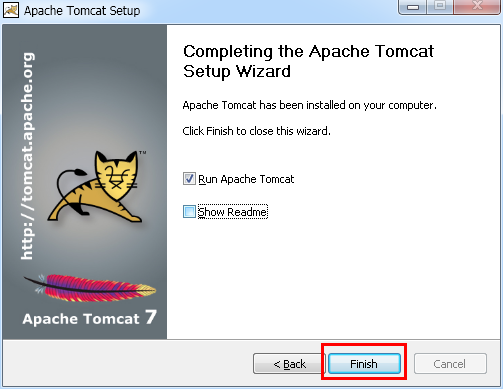 Apache Tomcat Setup
Completing the Apache Tomcat
Setup Wizard
Apache Tomcat has been installed on your computer.
Click Finish to close this wizard.
Run Apache Tomcat
Show Readme
http://tomcat.apache.org
TM
Apache Tomcat 7
< Back
Finish
Cancel